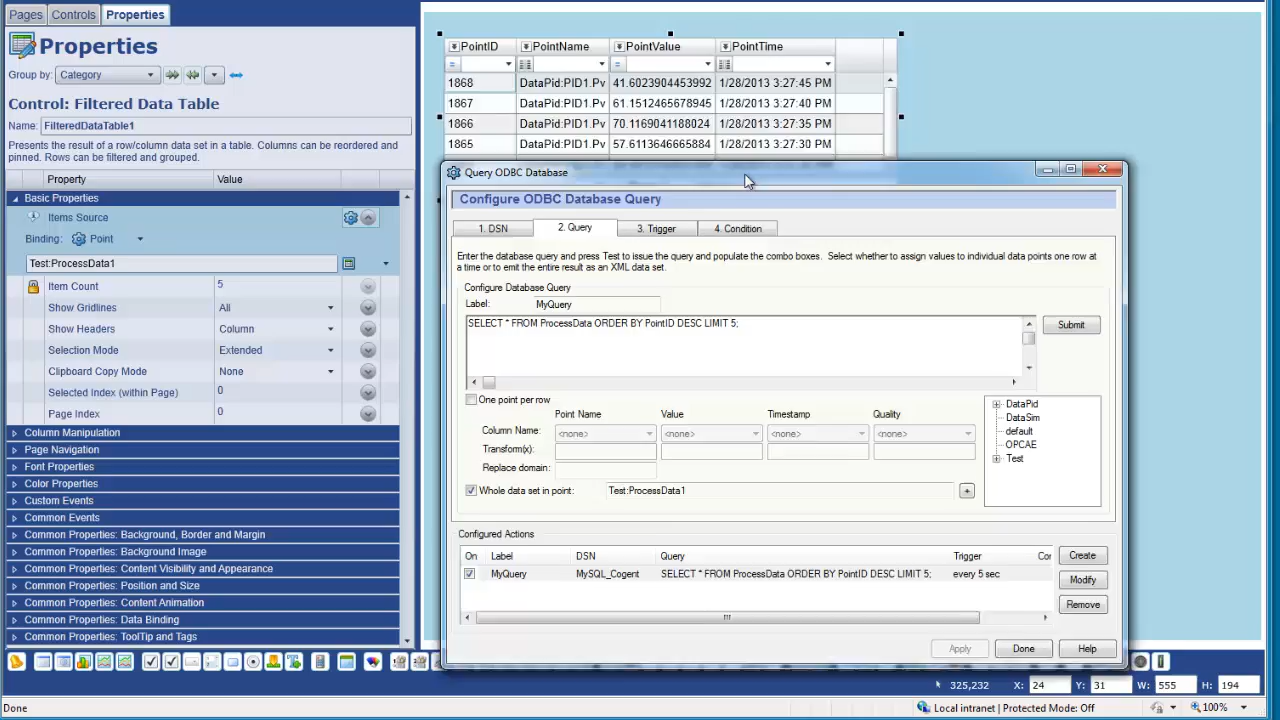 Pages Controls Properties
Properties
Group by: Category
Control: Filtered Data Table
Name: FilteredDataTable1
Presents the result of a row/column data set in a table. Columns can be reordered and
pinned. Rows can be filtered and grouped.
Property Value
Basic Properties
Items Source
Binding: Point
Test:ProcessData1
Item Count 5
Show Gridlines All
Show Headers Column
Selection Mode Extended
Clipboard Copy Mode None
Selected Index (within Page) 0
Page Index 0
Column Manipulation
Page Navigation
Font Properties
Color Properties
Custom Events
Common Events
Common Properties: Background, Border and Margin
Common Properties: Background Image
Common Properties: Content Visibility and Appearance
Common Properties: Position and Size
Common Properties: Content Animation
Common Properties: Data Binding
Common Properties: ToolTip and Tags
PointID PointName PointValue PointTime
=
=
1868 DataPid:PID1.Pv 41.6023904453992 1/28/2013 3:27:45 PM
1867 DataPid:PID1.Pv 61.1512465678945 1/28/2013 3:27:40 PM
1866 DataPid:PID1.Pv 70.1169041188024 1/28/2013 3:27:35 PM
1865 DataPid:PID1.Pv 57.6113646665884 1/28/2013 3:27:30 PM
Query ODBC Database
Configure ODBC Database Query
1. DSN 2. Query 3. Trigger 4. Condition
Enter the database query and press Test to issue the query and populate the combo boxes. Select whether to assign values to individual data points one row at
a time or to emit the entire result as an XML data set.
Configure Database Query
Label: MyQuery
SELECT * FROM ProcessData ORDER BY PointID DESC LIMIT 5;
Submit
One point per row
Point Name Value Timestamp Quality
Column Name: <none> <none> <none> <none>
Transform(x):
Replace domain:
Whole data set in point: Test:ProcessData1 +
DataPid
DataSim
default
OPCAE
Test
Configured Actions
On Label DSN Query Trigger Cor
MyQuery MySQL_Cogent SELECT * FROM ProcessData ORDER BY PointID DESC LIMIT 5; every 5 sec
Create
Modify
Remove
Apply Done Help
325,232 X: 24 Y: 31 W: 555 H: 194
Done Local intranet | Protected Mode: Off 100%